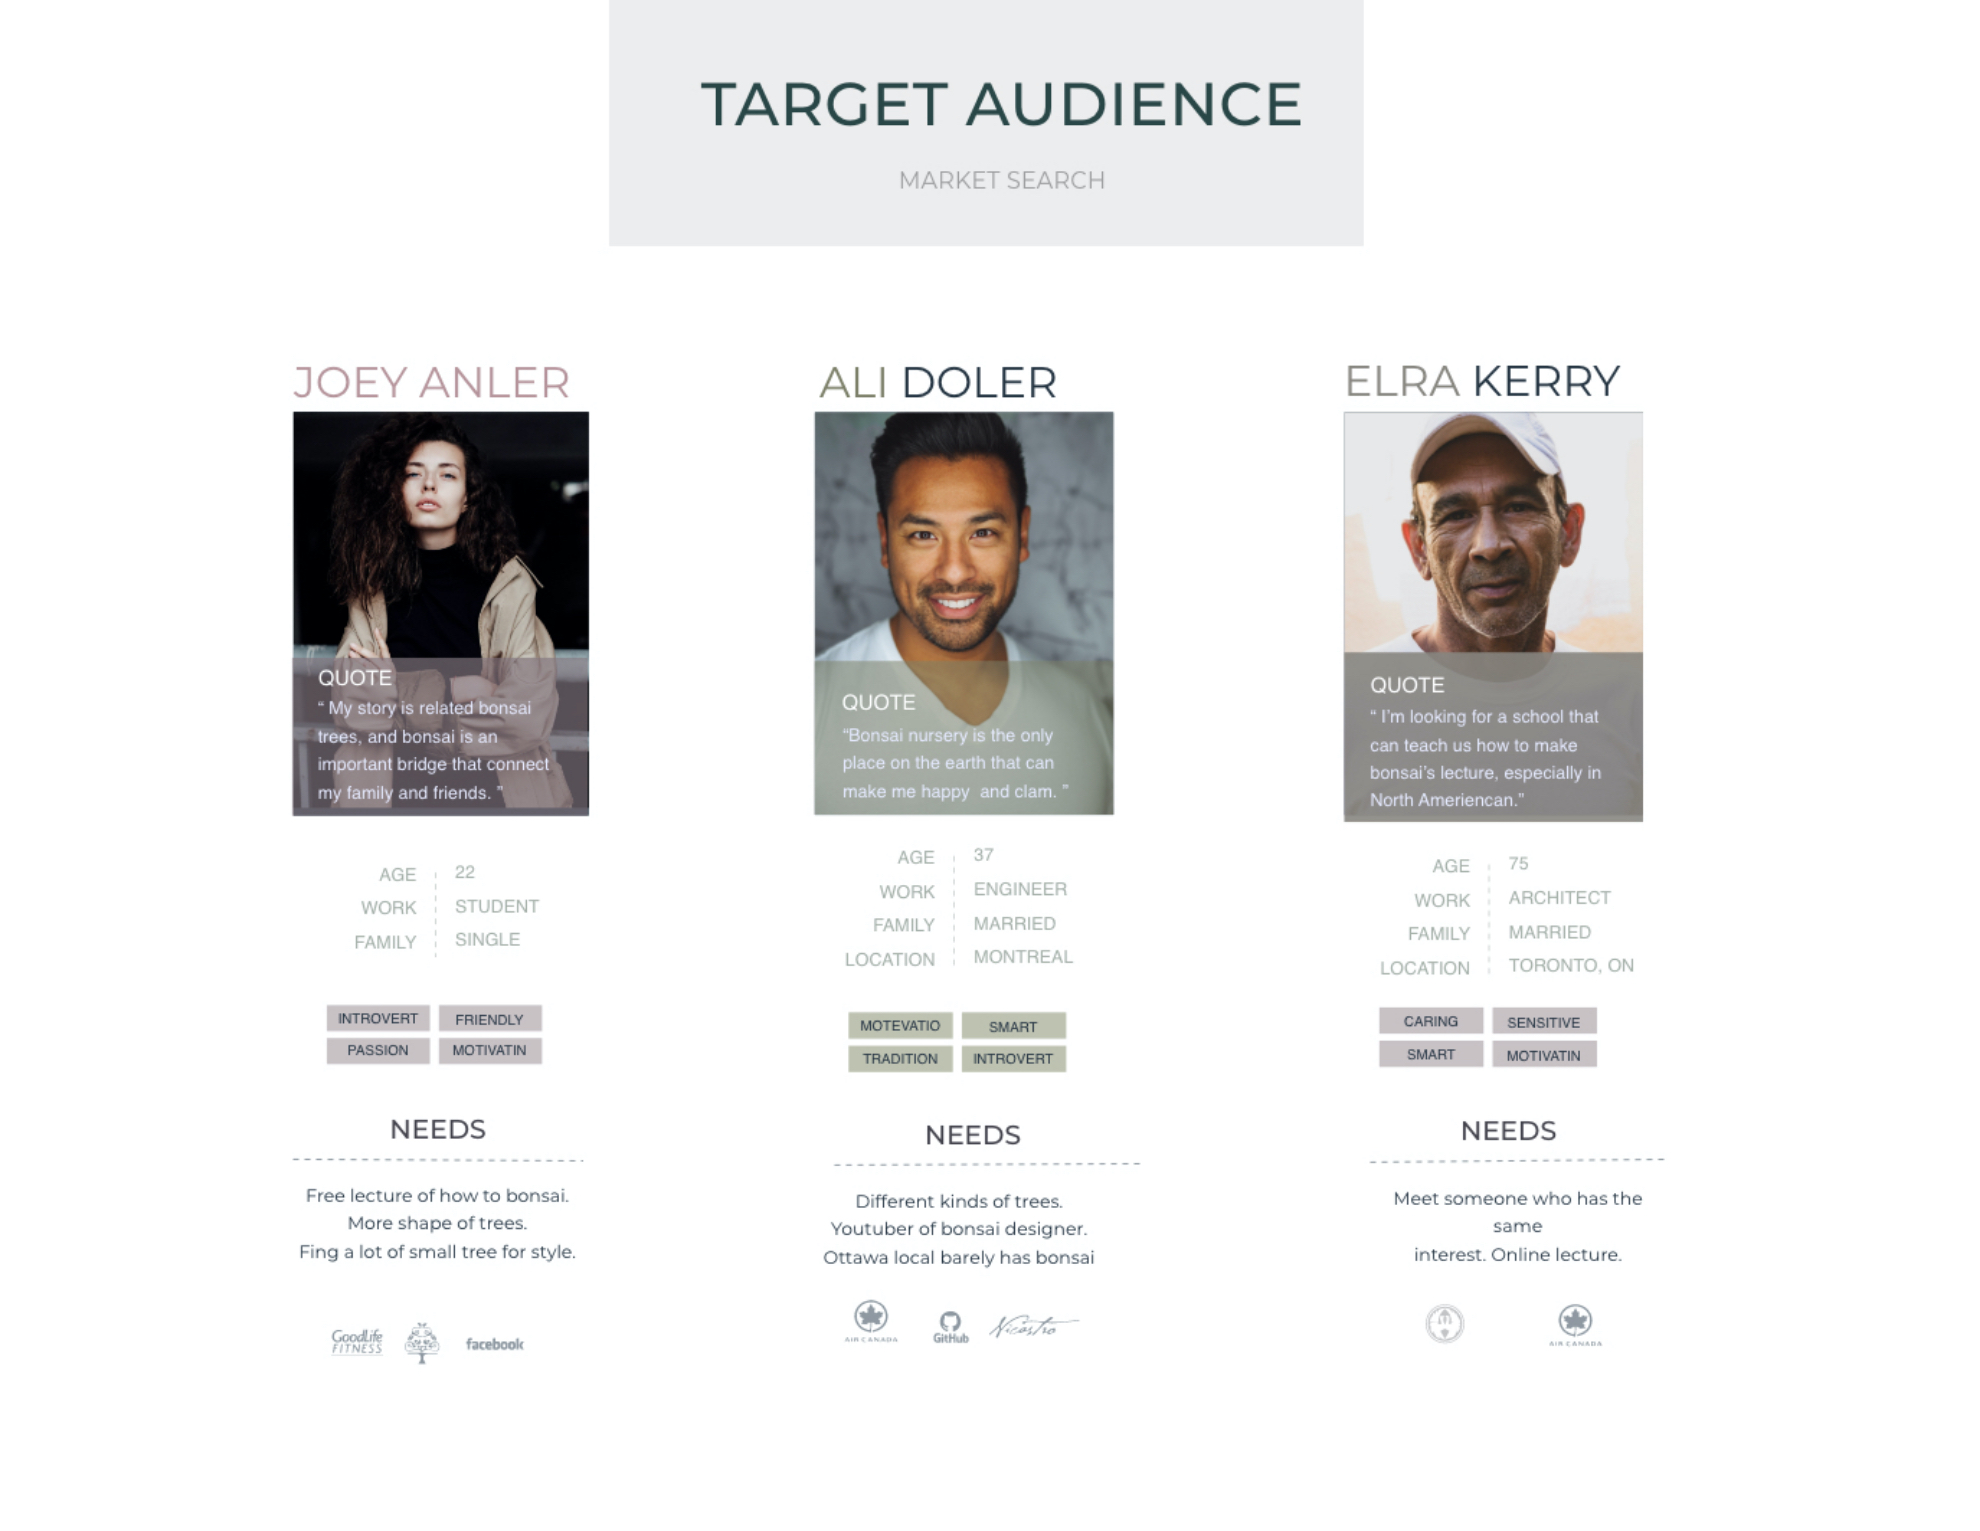 TARGET AUDIENCE
MARKET SEARCH
JOEY ANLER
QUOTE
“ My story is related bonsai
trees, and bonsai is an
important bridge that connect
my family and friends. ”
AGE 22
WORK STUDENT
FAMILY SINGLE
INTROVERT FRIENDLY
PASSION MOTIVATIN
NEEDS
Free lecture of how to bonsai.
More shape of trees.
Fing a lot of small tree for style.
GoodLife
FITNESS
facebook
ALI DOLER
QUOTE
“Bonsai nursery is the only
place on the earth that can
make me happy  and clam. ”
AGE 37
WORK ENGINEER
FAMILY MARRIED
LOCATION MONTREAL
MOTEVATIO SMART
TRADITION INTROVERT
NEEDS
Different kinds of trees.
Youtuber of bonsai designer.
Ottawa local barely has bonsai
AIR CANADA
GitHub
Nicastro
ELRA KERRY
QUOTE
“ I’m looking for a school that
can teach us how to make
bonsai’s lecture, especially in
North Ameriencan.”
AGE 75
WORK ARCHITECT
FAMILY MARRIED
LOCATION TORONTO, ON
CARING SENSITIVE
SMART MOTIVATIN
NEEDS
Meet someone who has the
same
interest. Online lecture.
AIR CANADA